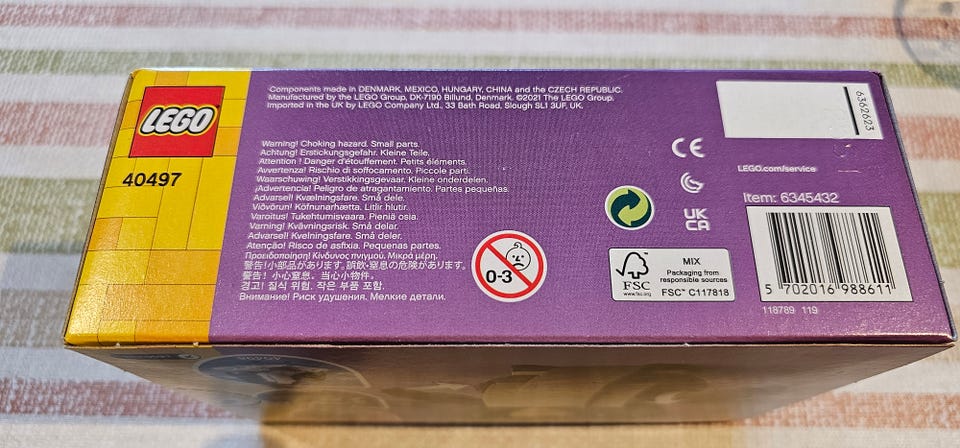 LEGO
40497
Components made in DENMARK, MEXICO, HUNGARY, CHINA and the CZECH REPUBLIC.
Manufactured by the LEGO Group, DK-7190 Billund, Denmark. ©2021 The LEGO Group.
Imported in the UK by LEGO Company Ltd., 33 Bath Road, Slough SL1 3UF, UK.
Warning! Choking hazard. Small parts.
Achtung! Erstickungsgefahr. Kleine Teile.
Attention ! Danger d'étouffement. Petits éléments.
Avvertenza! Rischio di soffocamento. Piccole parti.
Waarschuwing! Verstikkingsgevaar. Kleine onderdelen.
¡Advertencia! Peligro de atragantamiento. Partes pequeñas.
Advarsel! Kvælningsfare. Små dele.
Viðvörun! Köfnunarhætta. Litlir hlutir.
Varoitus! Tukehtumisvaara. Pieniä osia.
Varning! Kvävningsrisk. Små delar.
Advarsel! Kvelningsfare. Små deler.
Atenção! Risco de asfixia. Pequenas partes.
Προειδοποίηση! Κίνδυνος πνιγμού. Μικρά μέρη.
警告!小部品があります。誤飲・窒息の危険があります。
警告！小心窒息．当心小物件。
경고! 질식 위험. 작은 부품 포함.
Внимание! Риск удушения. Мелкие детали.
0-3
CE
UK
CA
FSC
www.fsc.org
MIX
Packaging from
responsible sources
FSC™ C117818
6362623
LEGO.com/service
Item: 6345432
5 702016 988611
118789 119